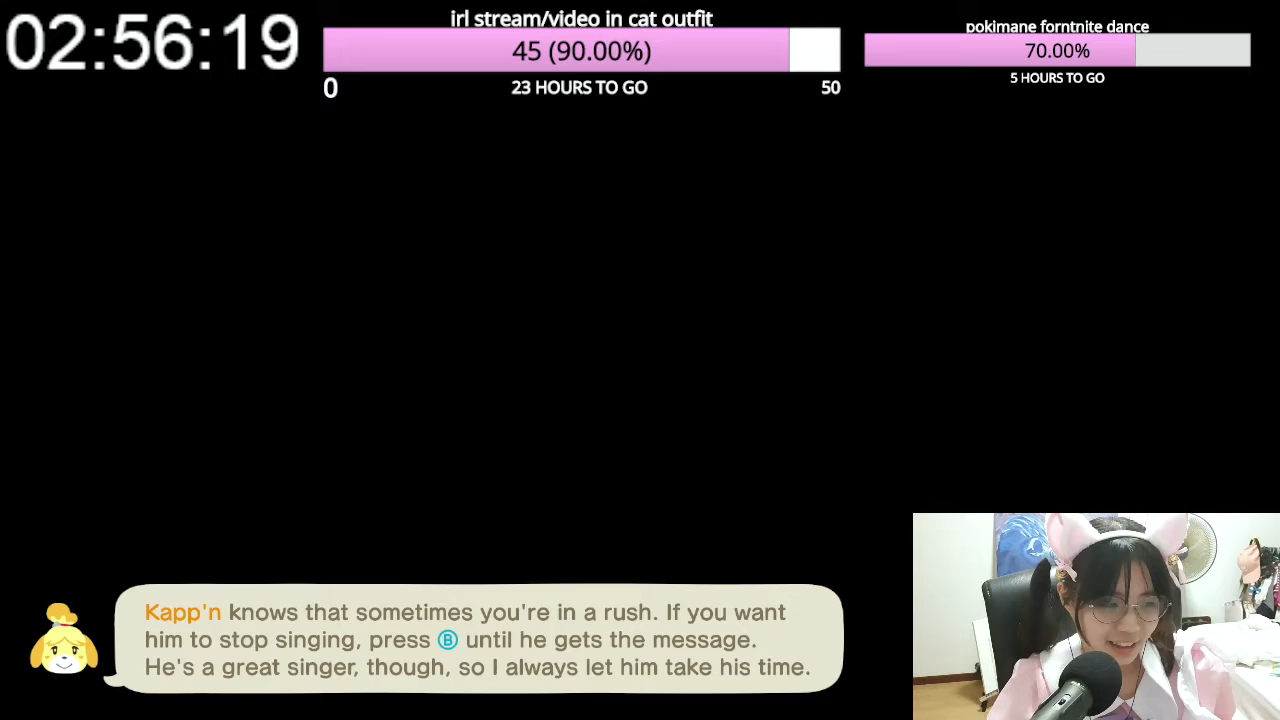 02:56:19
irl stream/video in cat outfit
45 (90.00%)
0
23 HOURS TO GO
50
pokimane forntnite dance
70.00%
5 HOURS TO GO
Kapp'n knows that sometimes you're in a rush. If you want
him to stop singing, press Ⓑ until he gets the message.
He's a great singer, though, so I always let him take his time.